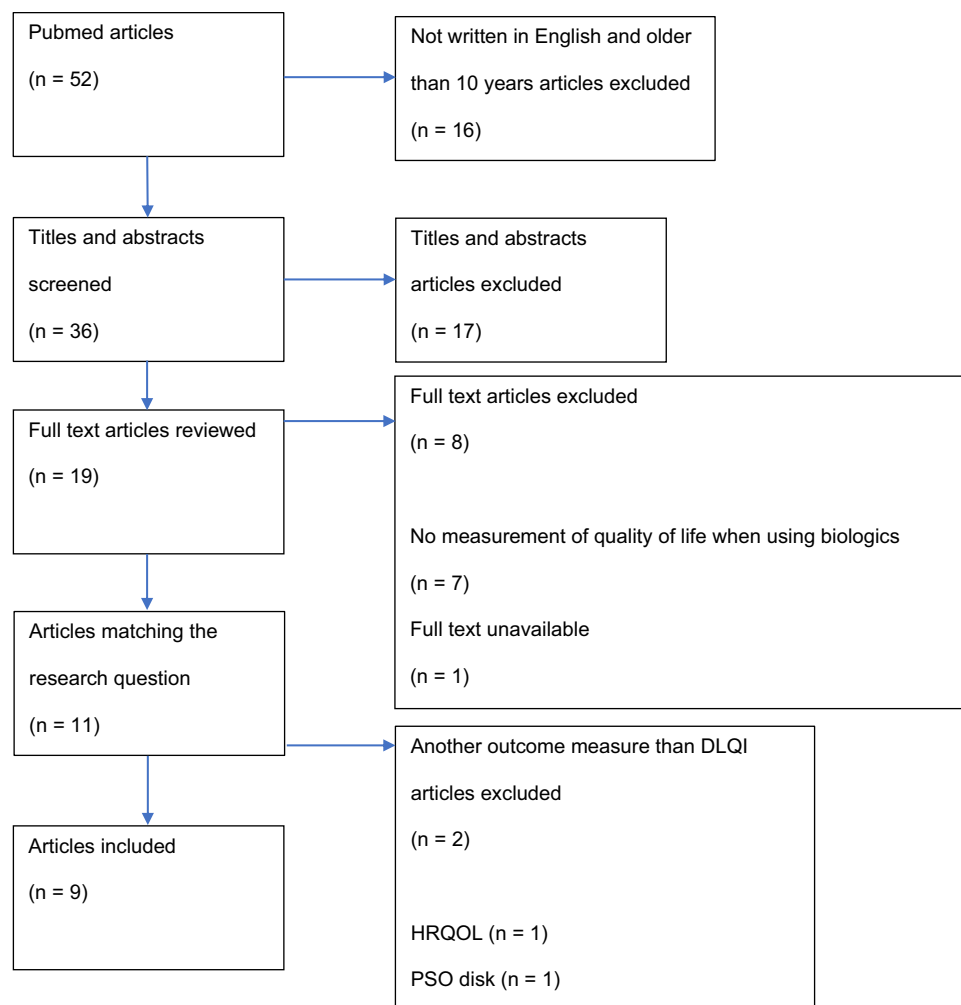 Pubmed articles
(n = 52)
Not written in English and older
than 10 years articles excluded
(n = 16)
Titles and abstracts
screened
(n = 36)
Titles and abstracts
articles excluded
(n = 17)
Full text articles reviewed
(n = 19)
Full text articles excluded
(n = 8)
No measurement of quality of life when using biologics
(n = 7)
Full text unavailable
(n = 1)
Articles matching the
research question
(n = 11)
Another outcome measure than DLQI
articles excluded
(n = 2)
HRQOL (n = 1)
PSO disk (n = 1)
Articles included
(n = 9)